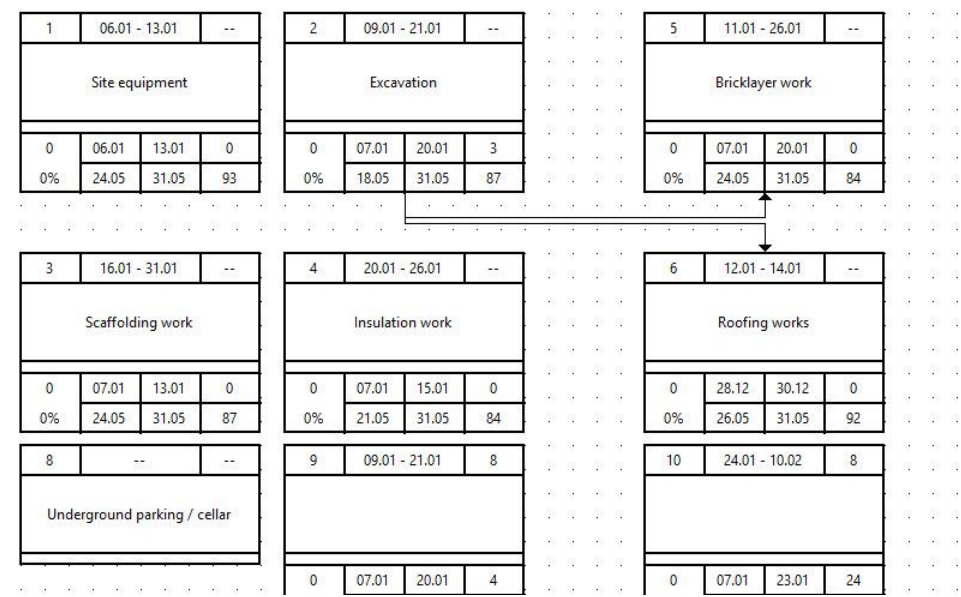 1 06.01 - 13.01 --
Site equipment
0 06.01 13.01 0
0% 24.05 31.05 93
2 09.01 - 21.01 --
Excavation
0 07.01 20.01 3
0% 18.05 31.05 87
5 11.01 - 26.01 --
Bricklayer work
0 07.01 20.01 0
0% 24.05 31.05 84
3 16.01 - 31.01 --
Scaffolding work
0 07.01 13.01 0
0% 24.05 31.05 87
4 20.01 - 26.01 --
Insulation work
0 07.01 15.01 0
0% 21.05 31.05 84
6 12.01 - 14.01 --
Roofing works
0 28.12 30.12 0
0% 26.05 31.05 92
8 -- --
Underground parking / cellar
9 09.01 - 21.01 8
0 07.01 20.01 4
10 24.01 - 10.02 8
0 07.01 23.01 24